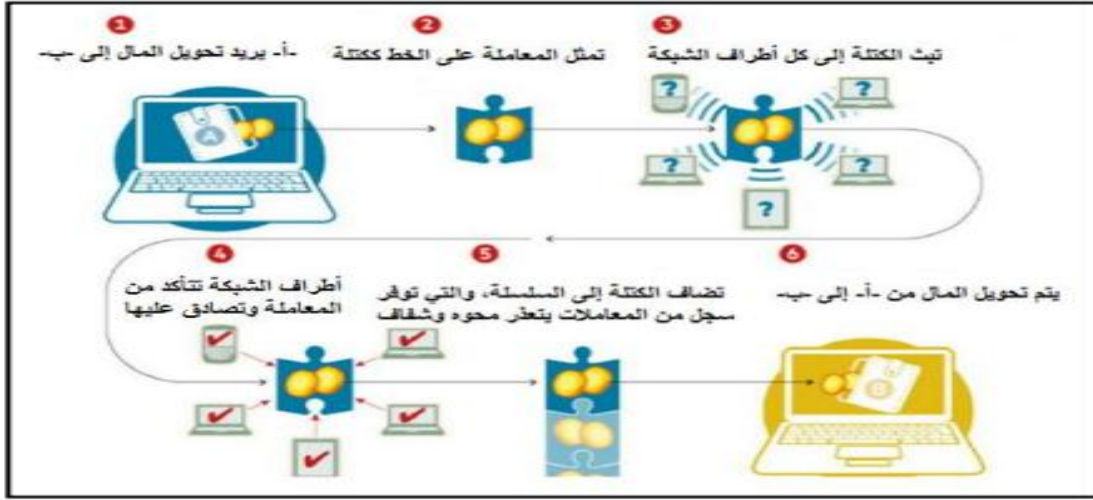 1
-أ- يريد تحويل المال إلى -ب-
2
تمثل المعاملة على الخط ككتلة
3
تبث الكتلة إلى كل أطراف الشبكة
A
?
?
?
?
?
4
أطراف الشبكة تتأكد من
المعاملة وتصادق عليها
5
تضاف الكتلة إلى السلسلة، والتي توفر
سجل من المعاملات يتعذر محوه وشفاف
6
يتم تحويل المال من -أ- إلى -ب-